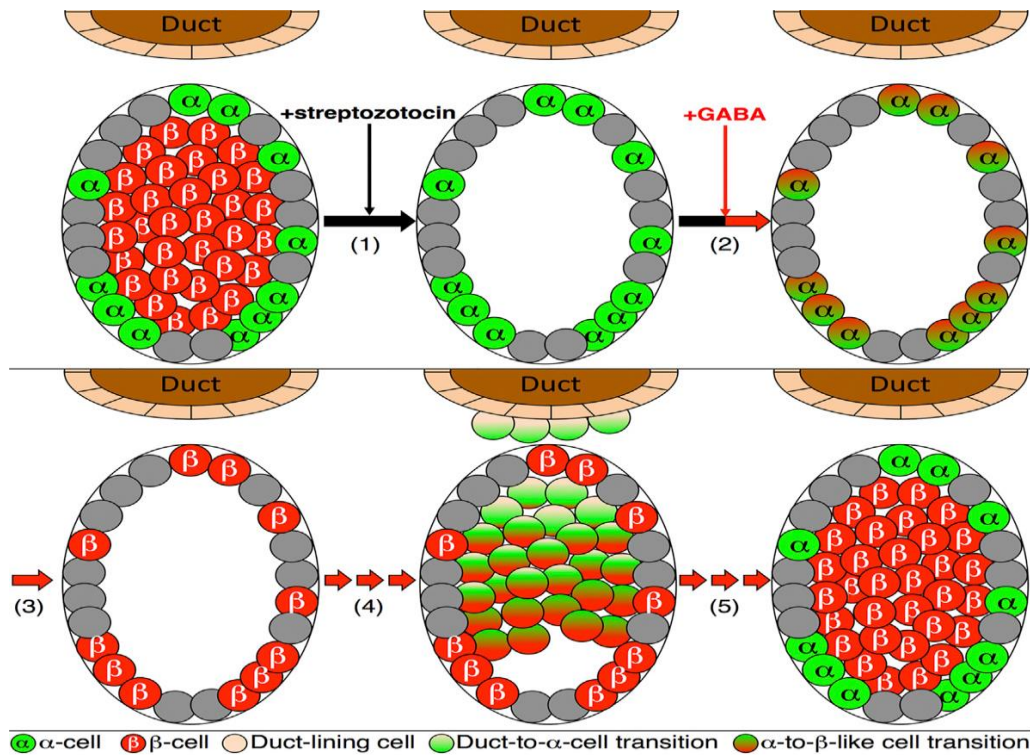 Duct Duct Duct
+streptozotocin +GABA
(1) (2)
α α α α α α α α α α
β β β β β β β β β β β β β β β β β β β β β β β β β β β β
α α α α α α α α α α
α α α α α α α α α α
Duct Duct Duct
(3) (4) (5)
β β β β β β β β β β
β β β β β β β β β β
α α α α α α α α α α
β β β β β β β β β β β β β β β β β β β β β β β β β β β β
α α-cell β β-cell Duct-lining cell Duct-to-α-cell transition α α-to-β-like cell transition